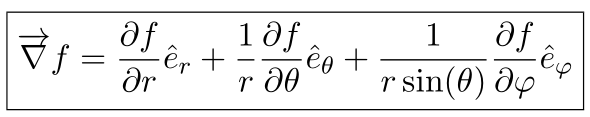 $\overrightarrow{\nabla} f = \frac{\partial f}{\partial r} \hat{e}_r + \frac{1}{r} \frac{\partial f}{\partial \theta} \hat{e}_\theta + \frac{1}{r \sin(\theta)} \frac{\partial f}{\partial \varphi} \hat{e}_\varphi$